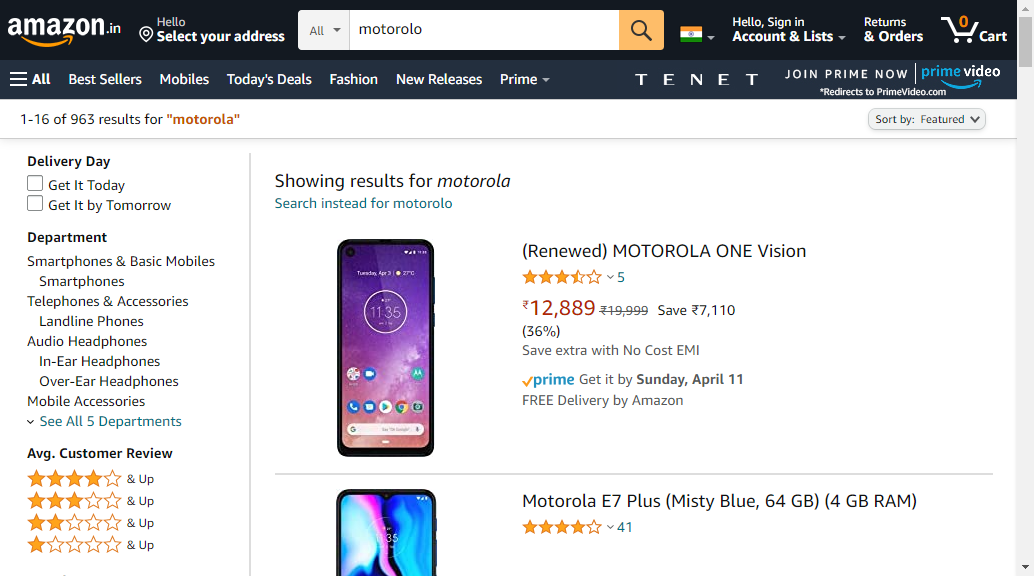 amazon.in
Hello
Select your address
All
motorolo
Hello, Sign in
Account & Lists
Returns
& Orders
0
Cart
All
Best Sellers
Mobiles
Today's Deals
Fashion
New Releases
Prime
TENET
JOIN PRIME NOW
prime video
*Redirects to PrimeVideo.com
1-16 of 963 results for "motorola"
Sort by: Featured
Delivery Day
Get It Today
Get It by Tomorrow
Department
Smartphones & Basic Mobiles
Smartphones
Telephones & Accessories
Landline Phones
Audio Headphones
In-Ear Headphones
Over-Ear Headphones
Mobile Accessories
See All 5 Departments
Avg. Customer Review
& Up
& Up
& Up
& Up
Showing results for motorola
Search instead for motorolo
Tuesday, Apr 3 | 27°C
11:35
(Renewed) MOTOROLA ONE Vision
5
₹12,889 ₹19,999 Save ₹7,110
(36%)
Save extra with No Cost EMI
prime Get it by Sunday, April 11
FREE Delivery by Amazon
Motorola E7 Plus (Misty Blue, 64 GB) (4 GB RAM)
41